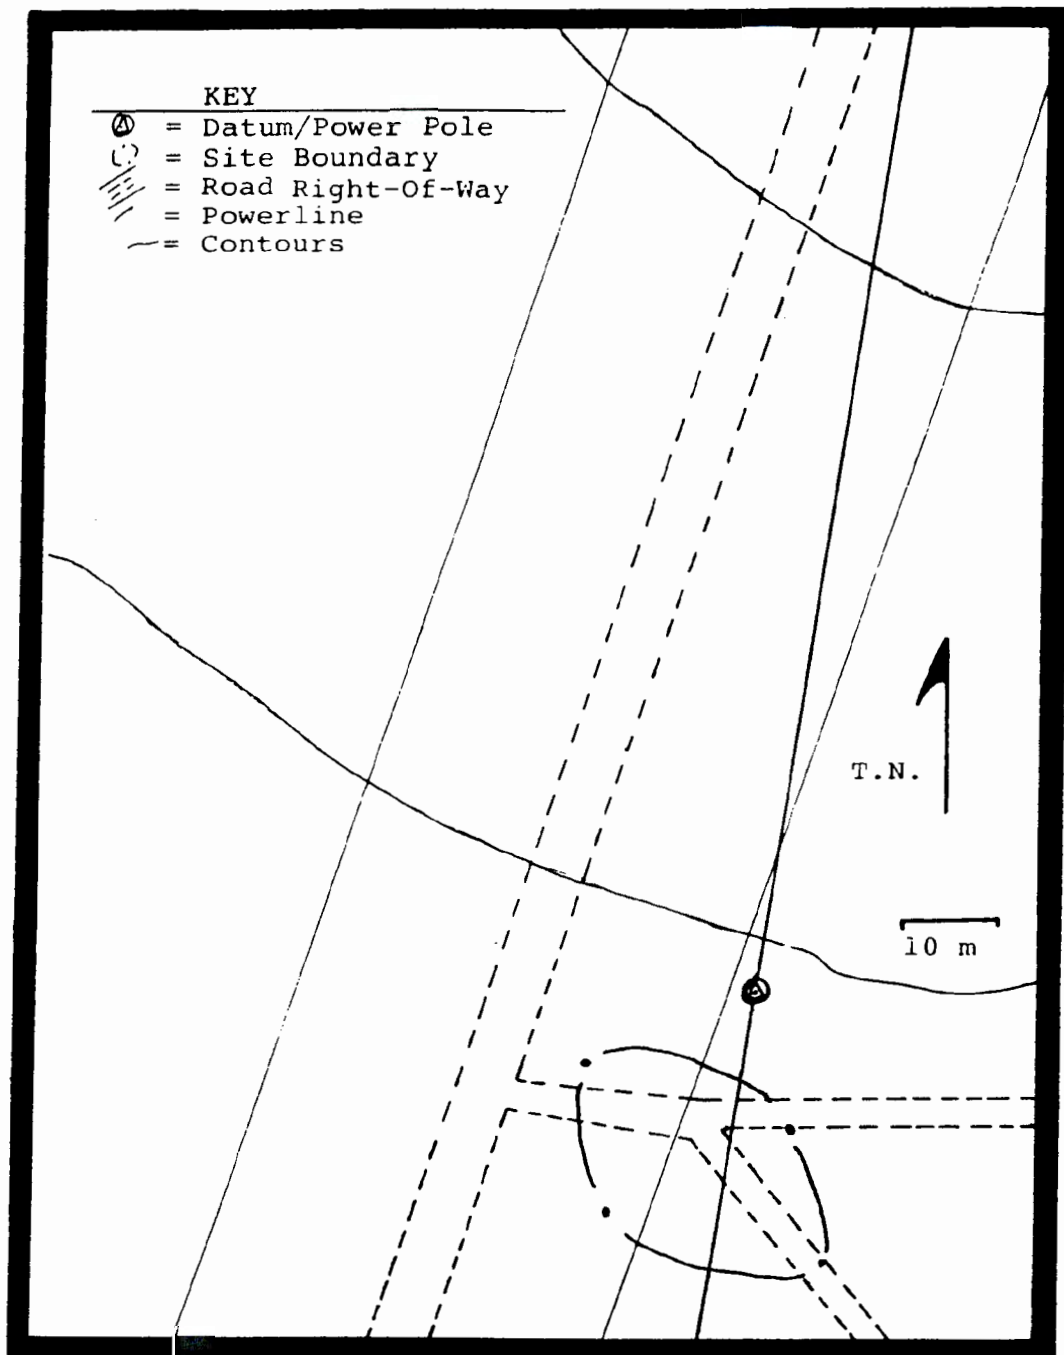 KEY
= Datum/Power Pole
= Site Boundary
= Road Right-Of-Way
= Powerline
= Contours
T.N.
10 m